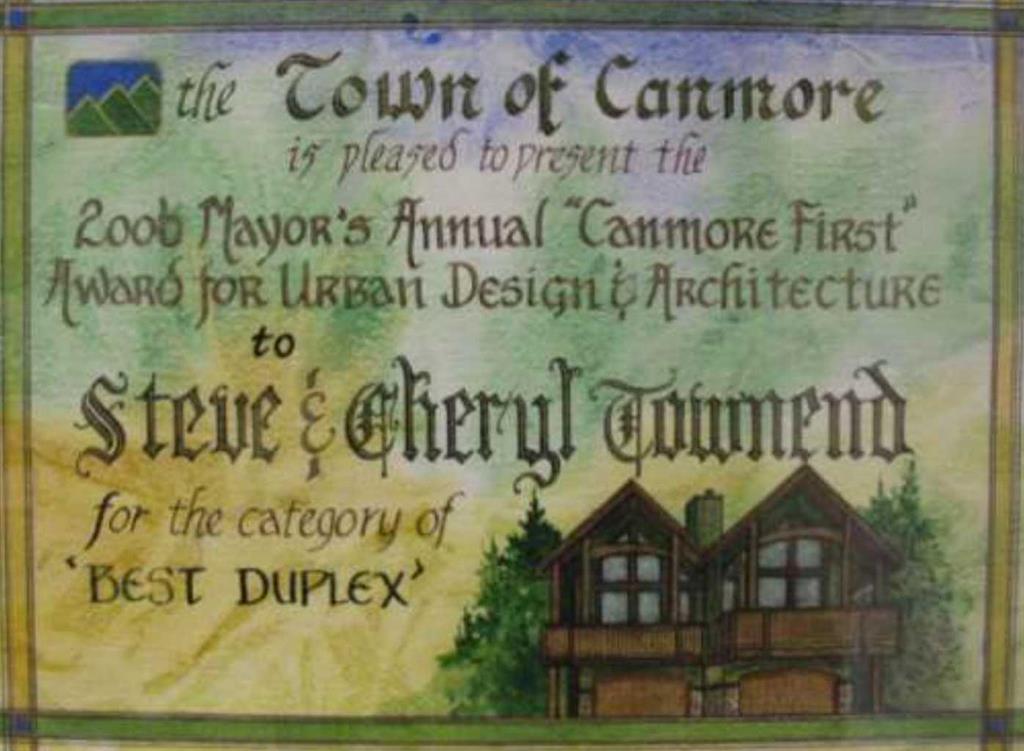 the Town of Canmore
is pleased to present the
2006 Mayor's Annual "Canmore First"
Award for Urban Design & Architecture
to
Steve & Cheryl Townend
for the category of
'BEST DUPLEX'